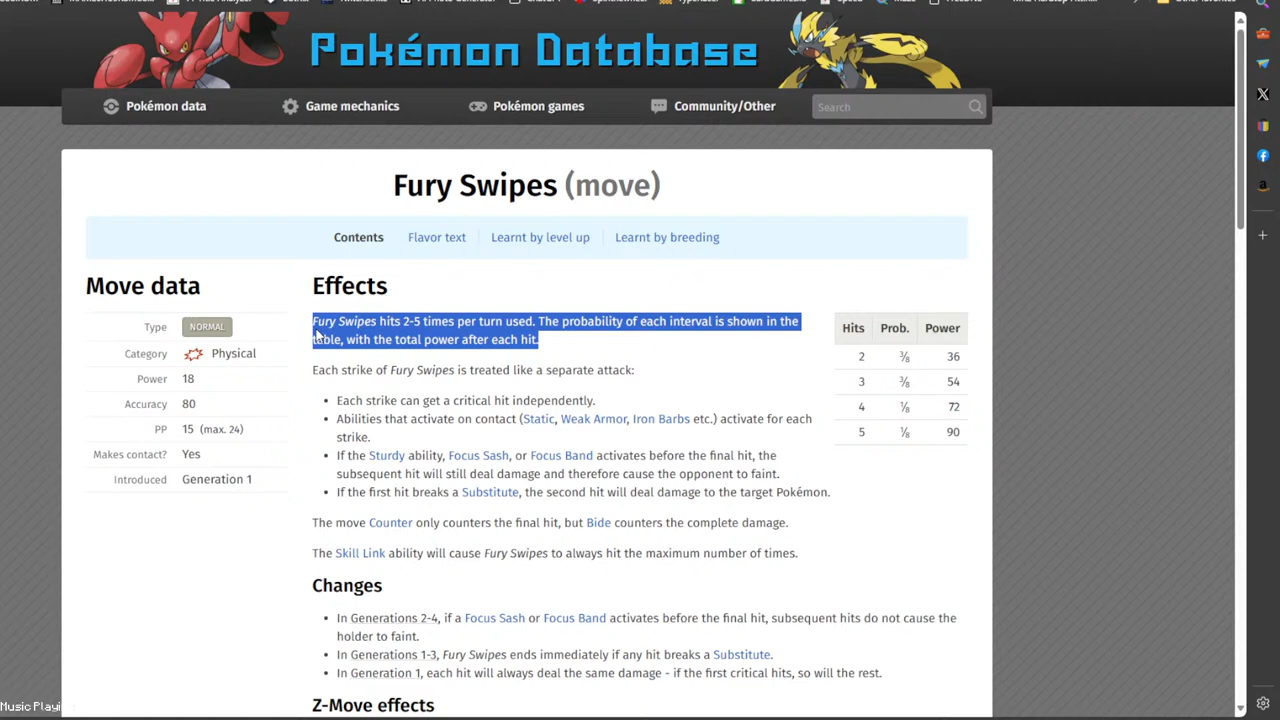 Pokémon Database
Pokémon data
Game mechanics
Pokémon games
Community/Other
Search
Fury Swipes (move)
Contents
Flavor text
Learnt by level up
Learnt by breeding
Move data
Type NORMAL
Category Physical
Power 18
Accuracy 80
PP 15 (max. 24)
Makes contact? Yes
Introduced Generation 1
Effects
Fury Swipes hits 2-5 times per turn used. The probability of each interval is shown in the
table, with the total power after each hit.
Hits Prob. Power
2 ⅜ 36
3 ⅜ 54
4 ⅛ 72
5 ⅛ 90
Each strike of Fury Swipes is treated like a separate attack:
• Each strike can get a critical hit independently.
• Abilities that activate on contact (Static, Weak Armor, Iron Barbs etc.) activate for each
strike.
• If the Sturdy ability, Focus Sash, or Focus Band activates before the final hit, the
subsequent hit will still deal damage and therefore cause the opponent to faint.
• If the first hit breaks a Substitute, the second hit will deal damage to the target Pokémon.
The move Counter only counters the final hit, but Bide counters the complete damage.
The Skill Link ability will cause Fury Swipes to always hit the maximum number of times.
Changes
• In Generations 2-4, if a Focus Sash or Focus Band activates before the final hit, subsequent hits do not cause the
holder to faint.
• In Generations 1-3, Fury Swipes ends immediately if any hit breaks a Substitute.
• In Generation 1, each hit will always deal the same damage - if the first critical hits, so will the rest.
Z-Move effects
Music Playin